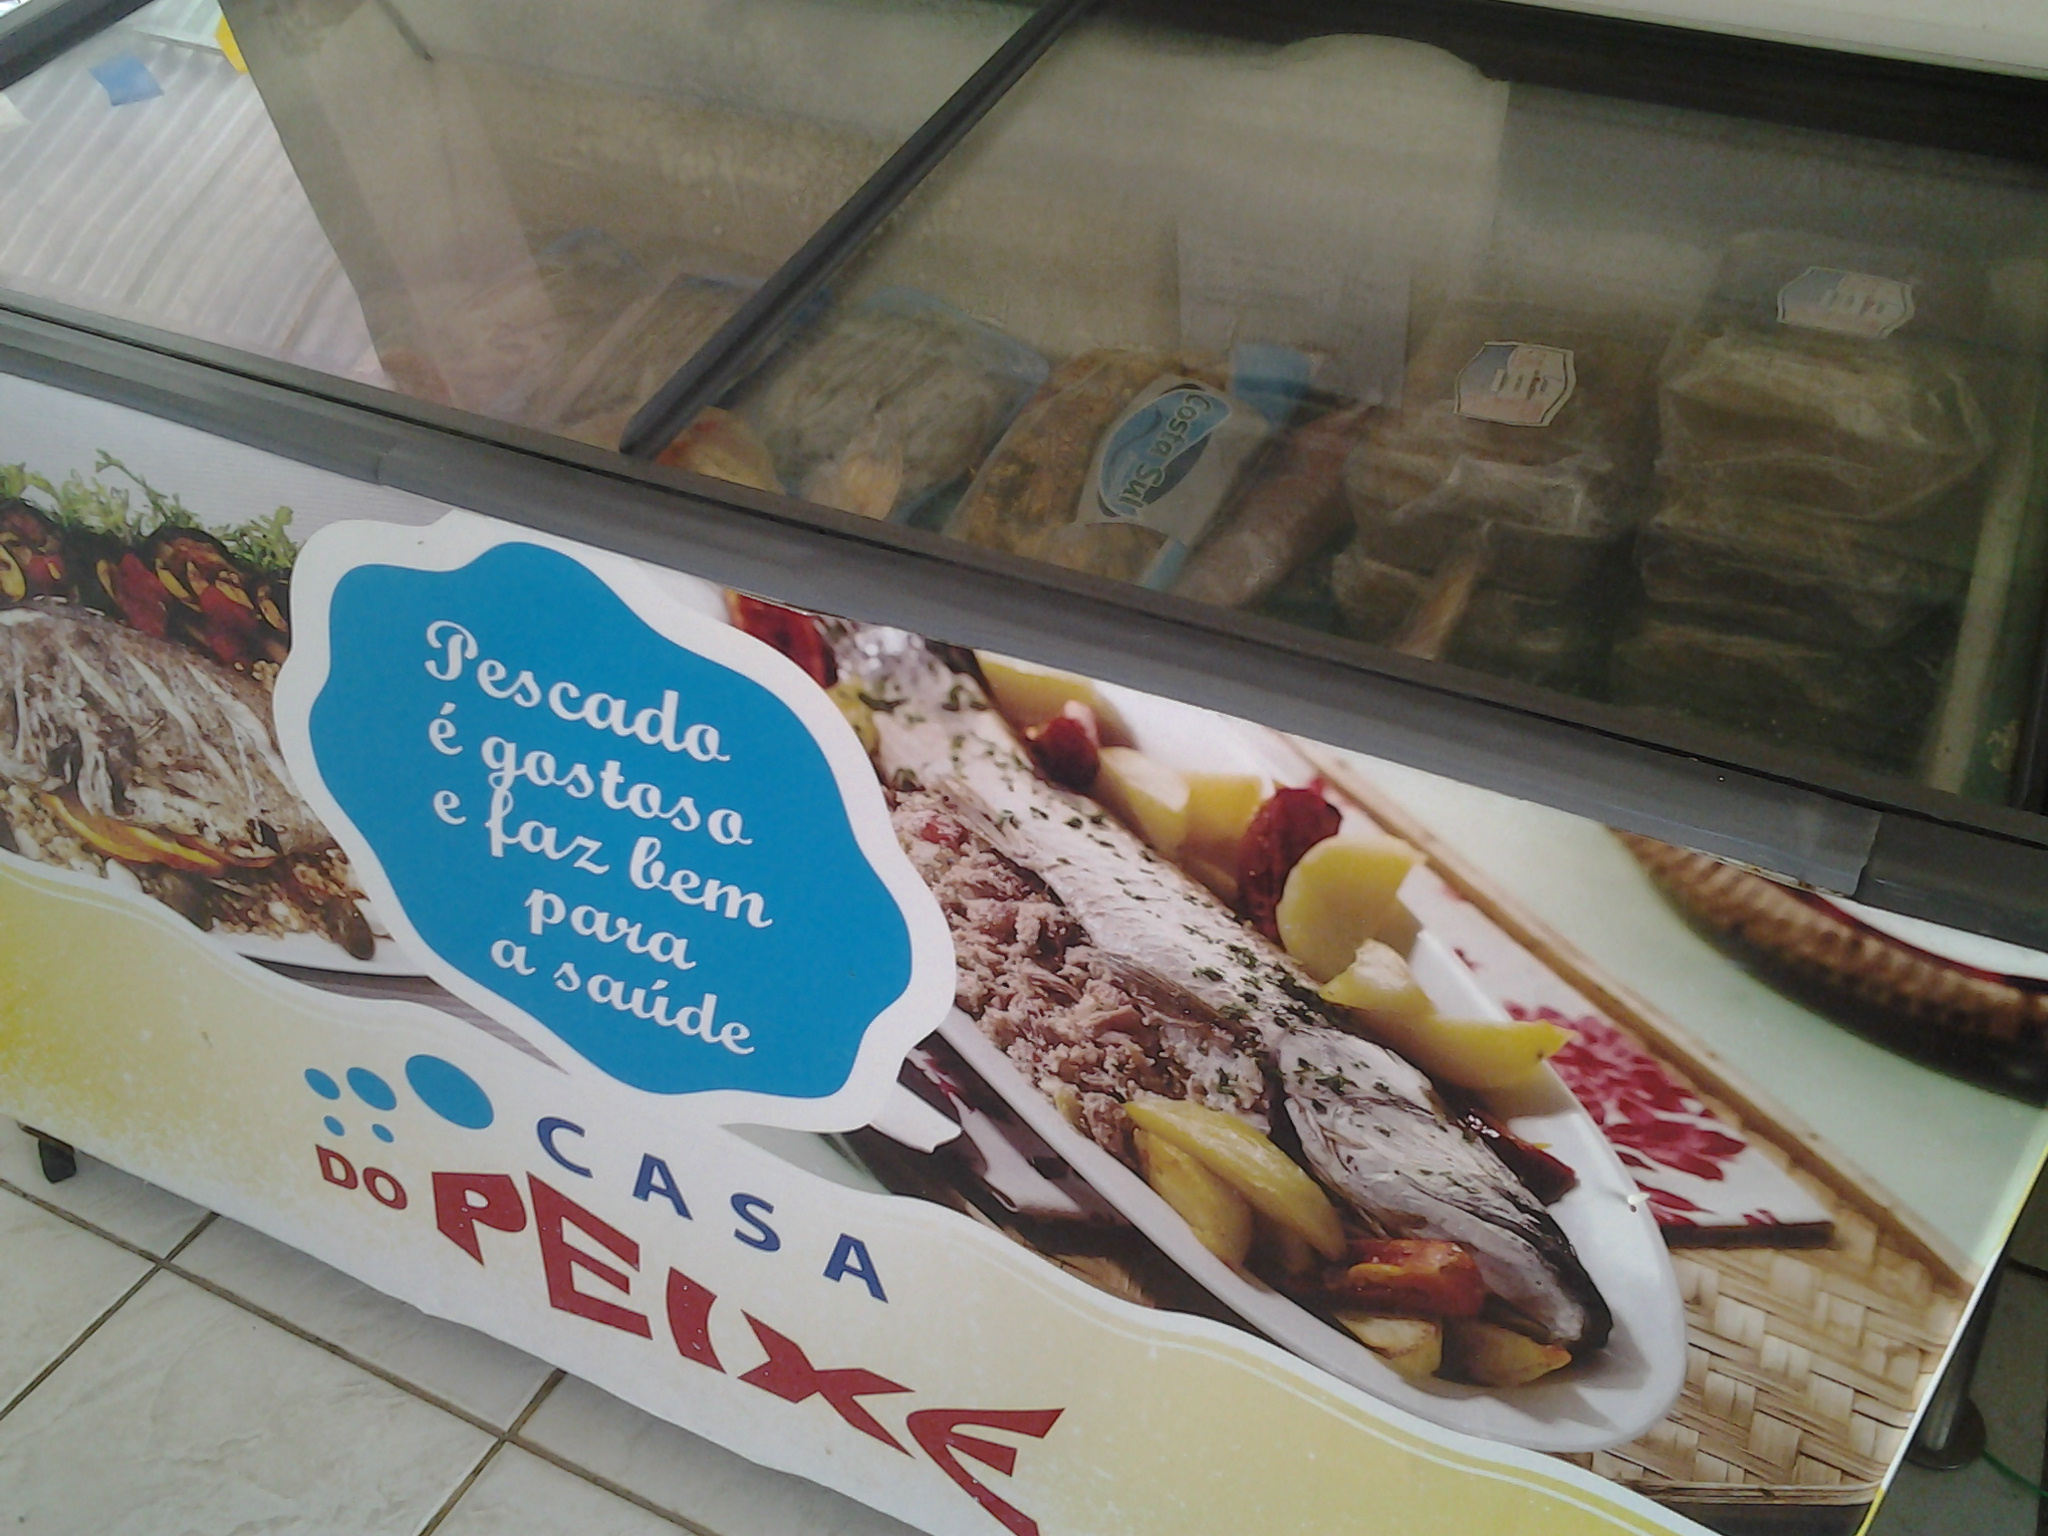 Costa Sul
Pescado
é gostoso
e faz bem
para
a saúde
CASA
DO PEIXE